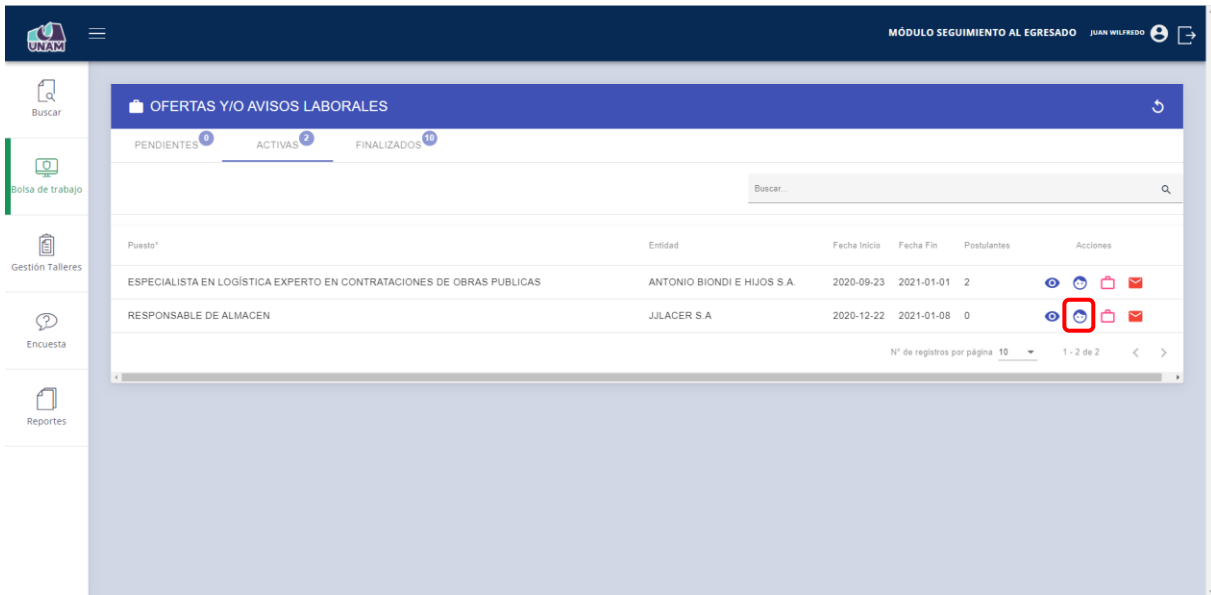 UNAM
MÓDULO SEGUIMIENTO AL EGRESADO JUAN WILFREDO
Buscar
Bolsa de trabajo
Gestión Talleres
Encuesta
Reportes
OFERTAS Y/O AVISOS LABORALES
PENDIENTES 0 ACTIVAS 2 FINALIZADOS 10
Buscar...
Puesto* Entidad Fecha Inicio Fecha Fin Postulantes Acciones
ESPECIALISTA EN LOGÍSTICA EXPERTO EN CONTRATACIONES DE OBRAS PUBLICAS ANTONIO BIONDI E HIJOS S.A. 2020-09-23 2021-01-01 2
RESPONSABLE DE ALMACEN JJLACER S.A 2020-12-22 2021-01-08 0
N° de registros por página 10 1 - 2 de 2